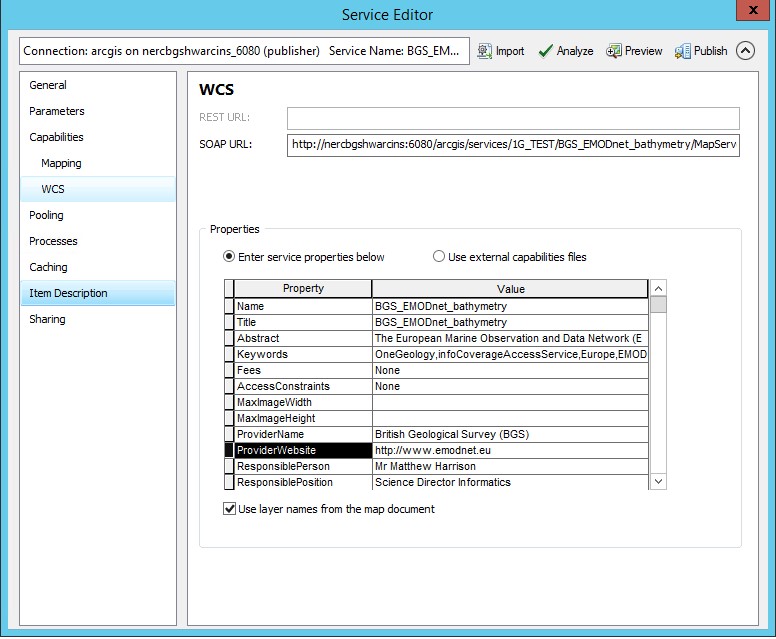 Service Editor
x
Connection: arcgis on nercbgshwarcins_6080 (publisher) Service Name: BGS_EM... Import Analyze Preview Publish
General
Parameters
Capabilities
Mapping
WCS
Pooling
Processes
Caching
Item Description
Sharing
WCS
REST URL:
SOAP URL: http://nercbgshwarcins:6080/arcgis/services/1G_TEST/BGS_EMODnet_bathymetry/MapServ
Properties
Enter service properties below Use external capabilities files
Property Value
Name BGS_EMODnet_bathymetry
Title BGS_EMODnet_bathymetry
Abstract The European Marine Observation and Data Network (E
Keywords OneGeology,infoCoverageAccessService,Europe,EMOD
Fees None
AccessConstraints None
MaxImageWidth
MaxImageHeight
ProviderName British Geological Survey (BGS)
ProviderWebsite http://www.emodnet.eu
ResponsiblePerson Mr Matthew Harrison
ResponsiblePosition Science Director Informatics
Use layer names from the map document